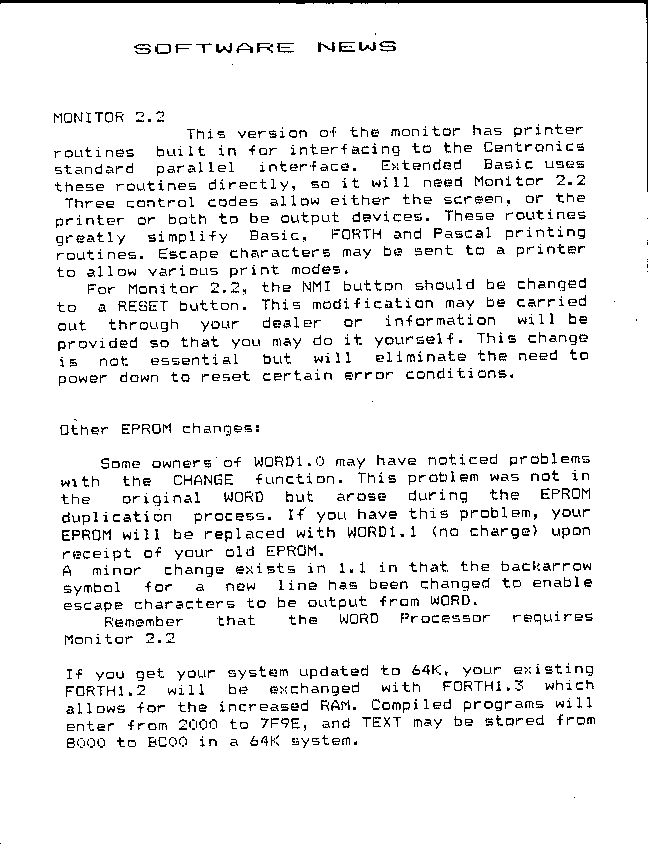 SOFTWARE NEWS
MONITOR 2.2
This version of the monitor has printer
routines built in for interfacing to the Centronics
standard parallel interface. Extended Basic uses
these routines directly, so it will need Monitor 2.2
Three control codes allow either the screen, or the
printer or both to be output devices. These routines
greatly simplify Basic, FORTH and Pascal printing
routines. Escape characters may be sent to a printer
to allow various print modes.
For Monitor 2.2, the NMI button should be changed
to a RESET button. This modification may be carried
out through your dealer or information will be
provided so that you may do it yourself. This change
is not essential but will eliminate the need to
power down to reset certain error conditions.
Other EPROM changes:
Some owners of WORD1.0 may have noticed problems
with the CHANGE function. This problem was not in
the original WORD but arose during the EPROM
duplication process. If you have this problem, your
EPROM will be replaced with WORD1.1 (no charge) upon
receipt of your old EPROM.
A minor change exists in 1.1 in that the backarrow
symbol for a new line has been changed to enable
escape characters to be output from WORD.
Remember that the WORD Processor requires
Monitor 2.2
If you get your system updated to 64K, your existing
FORTH1.2 will be exchanged with FORTH1.3 which
allows for the increased RAM. Compiled programs will
enter from 2000 to 7F9E, and TEXT may be stored from
8000 to BC00 in a 64K system.